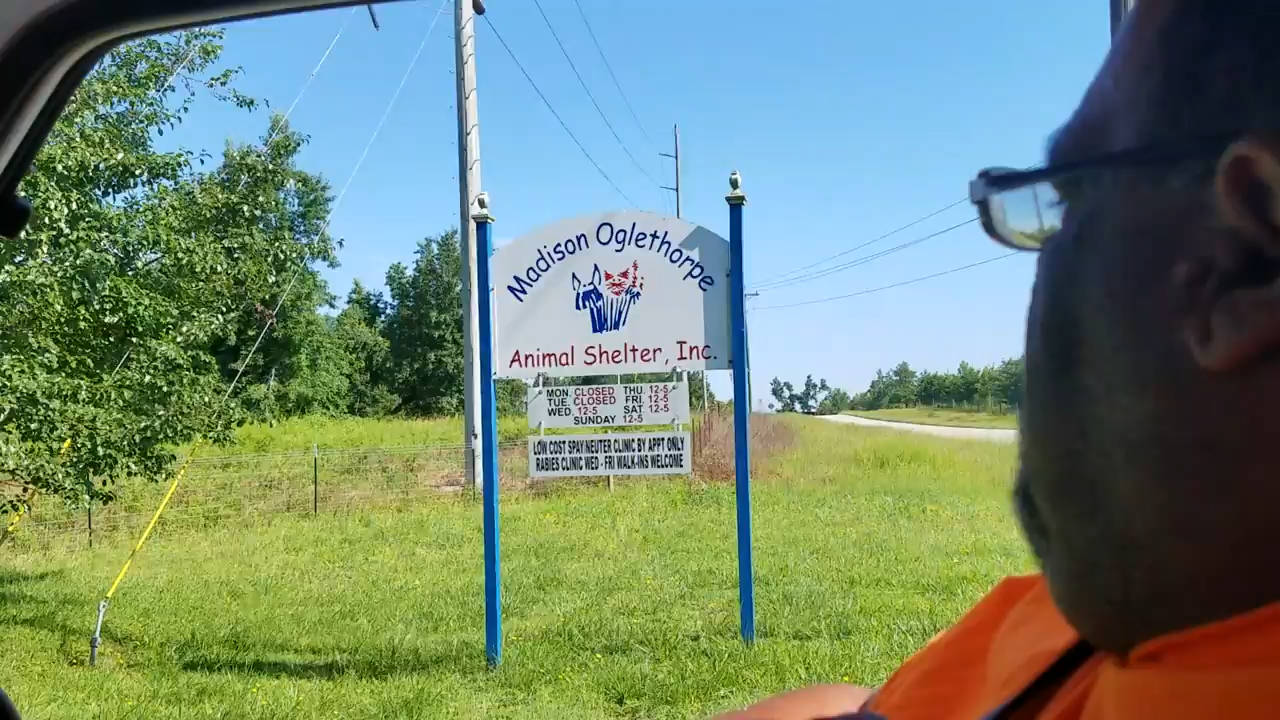 Madison Oglethorpe
Animal Shelter, Inc.
MON. CLOSED THU. 12-5
TUE. CLOSED FRI. 12-5
WED. 12-5 SAT. 12-5
SUNDAY 12-5
LOW COST SPAY/NEUTER CLINIC BY APPT ONLY
RABIES CLINIC WED - FRI WALK-INS WELCOME